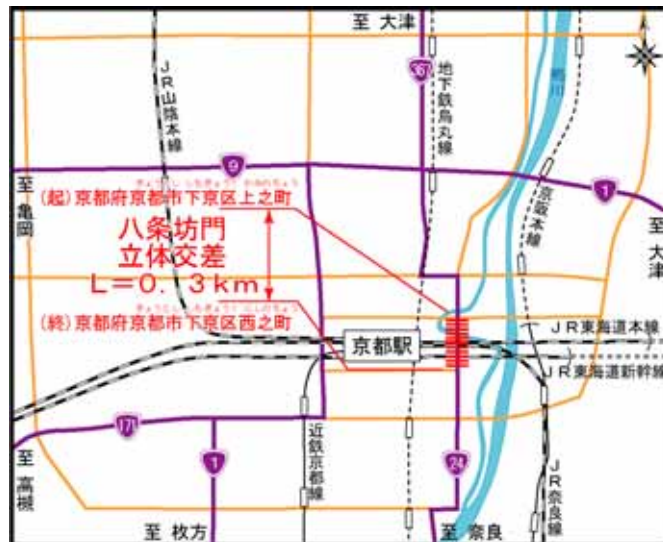 至 大津
367
JR山陰本線
地下鉄烏丸線
鴨川
京阪本線
9
1
至 亀岡
至 大津
(起)京都府京都市下京区上之町
八条坊門
立体交差
L=0.13km
(終)京都府京都市下京区西之町
京都駅
JR東海道本線
JR東海道新幹線
171
1
24
近鉄京都線
JR奈良線
至 高槻
至 枚方
至 奈良